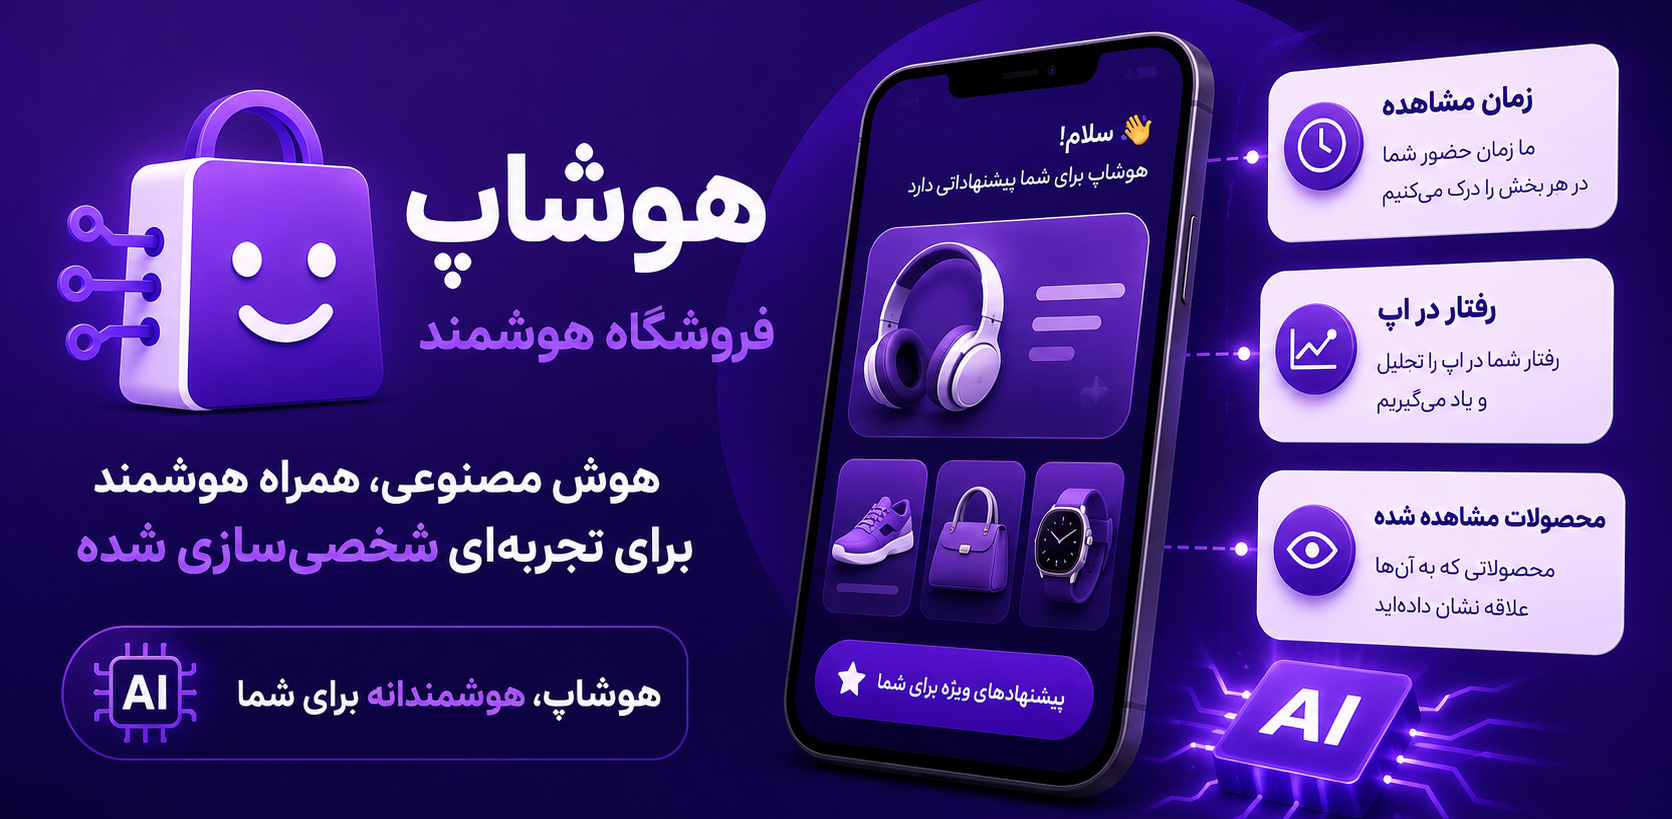 هوشاپ
فروشگاه هوشمند
هوش مصنوعی، همراه هوشمند
برای تجربه‌ای شخصی‌سازی شده
AI
هوشاپ، هوشمندانه برای شما
👋 سلام!
هوشاپ برای شما پیشنهاداتی دارد
پیشنهادهای ویژه برای شما
زمان مشاهده
ما زمان حضور شما
در هر بخش را درک می‌کنیم
رفتار در اپ
رفتار شما در اپ را تجلیل
و یاد می‌گیریم
محصولات مشاهده شده
محصولاتی که به آن‌ها
علاقه نشان داده‌اید
AI